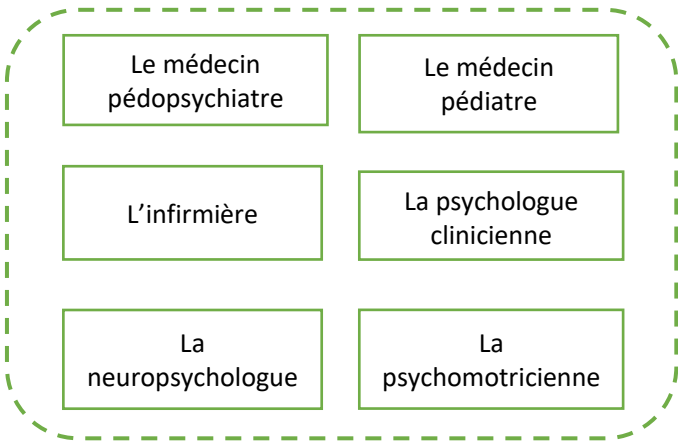 Le médecin
pédopsychiatre
Le médecin
pédiatre
L’infirmière
La psychologue
clinicienne
La
neuropsychologue
La
psychomotricienne